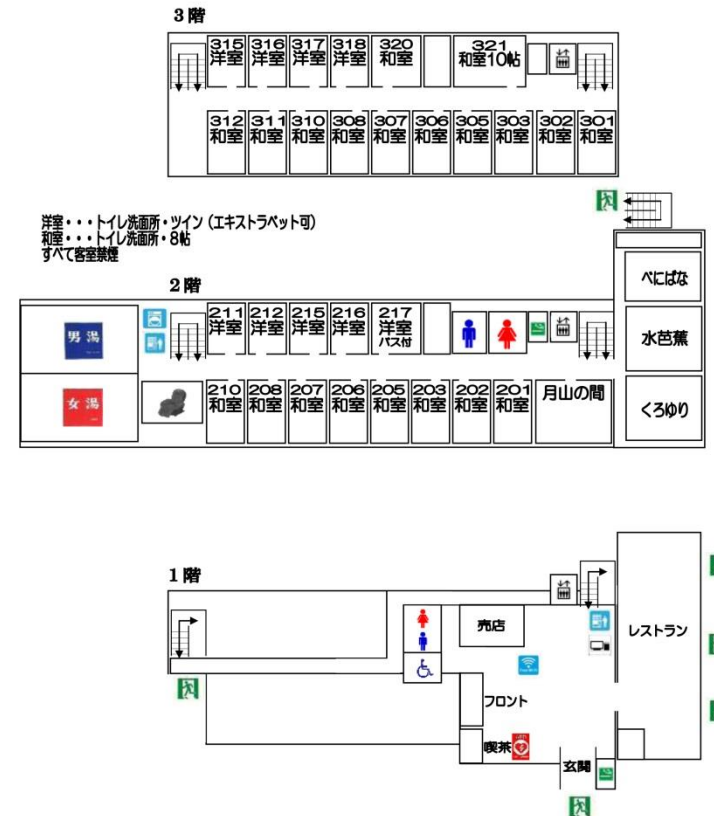 3階
315 316 317 318 320 321
洋室 洋室 洋室 洋室 和室 和室10帖
312 311 310 308 307 306 305 303 302 301
和室 和室 和室 和室 和室 和室 和室 和室 和室 和室
洋室・・・トイレ洗面所・ツイン(エキストラベット可)
和室・・・トイレ洗面所・8帖
すべて客室禁煙
2階
べにばな
211 212 215 216 217
洋室 洋室 洋室 洋室 洋室
バス付
男湯
水芭蕉
女湯
210 208 207 206 205 203 202 201 月山の間
和室 和室 和室 和室 和室 和室 和室 和室
くろゆり
1階
売店
レストラン
フロント
喫茶
玄関